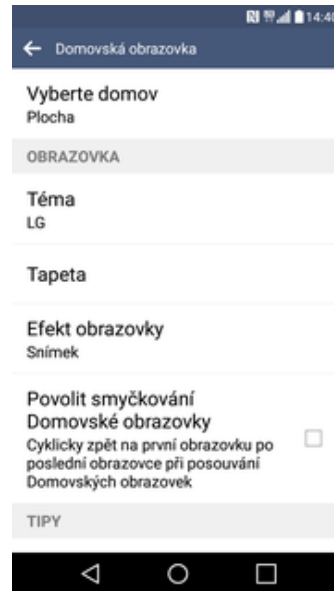 14:40
Domovská obrazovka
Vyberte domov
Plocha
OBRAZOVKA
Téma
LG
Tapeta
Efekt obrazovky
Snímek
Povolit smyčkování
Domovské obrazovky
Cyklicky zpět na první obrazovku po
poslední obrazovce při posouvání
Domovských obrazovek
TIPY